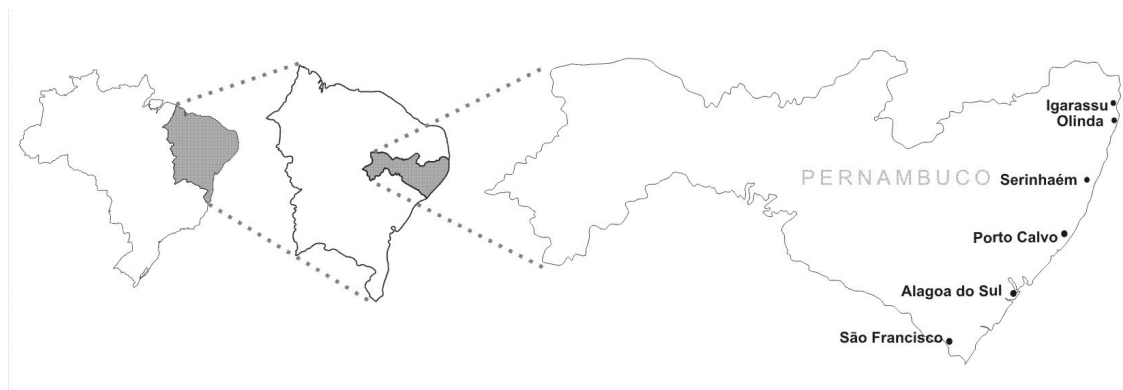 Igarassu
Olinda
PERNAMBUCO
Serinhaém
Porto Calvo
Alagoa do Sul
São Francisco